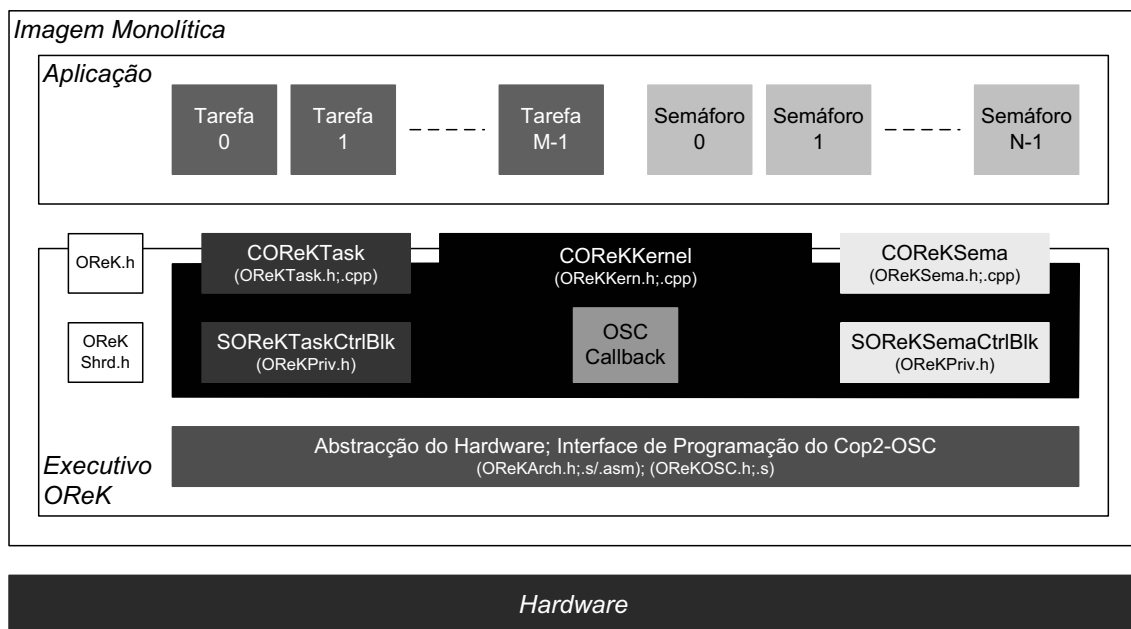 Imagem Monolítica
Aplicação
Tarefa
0
Tarefa
1
Tarefa
M-1
Semáforo
0
Semáforo
1
Semáforo
N-1
OReK.h
COReKTask
(OReKTask.h;.cpp)
COReKKernel
(OReKKern.h;.cpp)
COReKSema
(OReKSema.h;.cpp)
OReK
Shrd.h
SOReKTaskCtrlBlk
(OReKPriv.h)
OSC
Callback
SOReKSemaCtrlBlk
(OReKPriv.h)
Abstracção do Hardware; Interface de Programação do Cop2-OSC
(OReKArch.h;.s/.asm); (OReKOSC.h;.s)
Executivo
OReK
Hardware